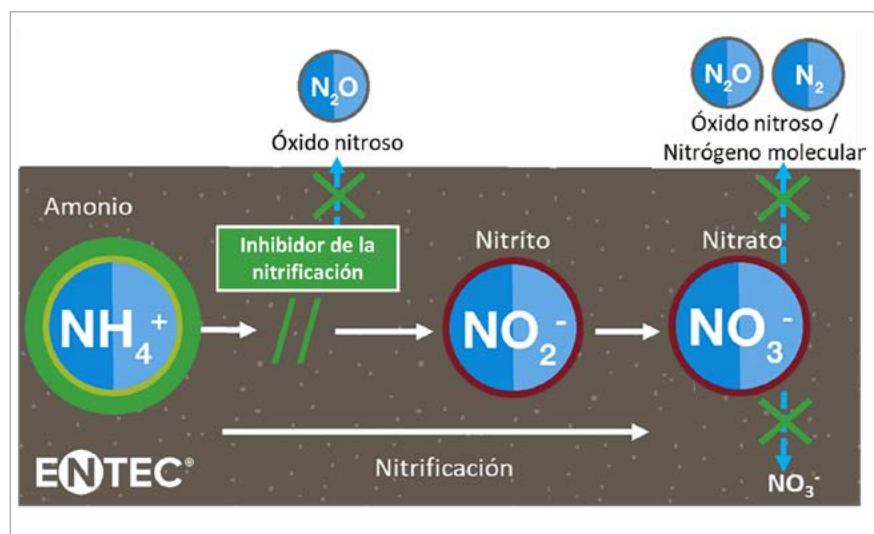 N₂O
Óxido nitroso
N₂O
N₂
Óxido nitroso /
Nitrógeno molecular
Amonio
Inhibidor de la
nitrificación
Nitríto
Nitrato
NH₄⁺
NO₂⁻
NO₃⁻
Nitrificación
ENTEC®
NO₃⁻